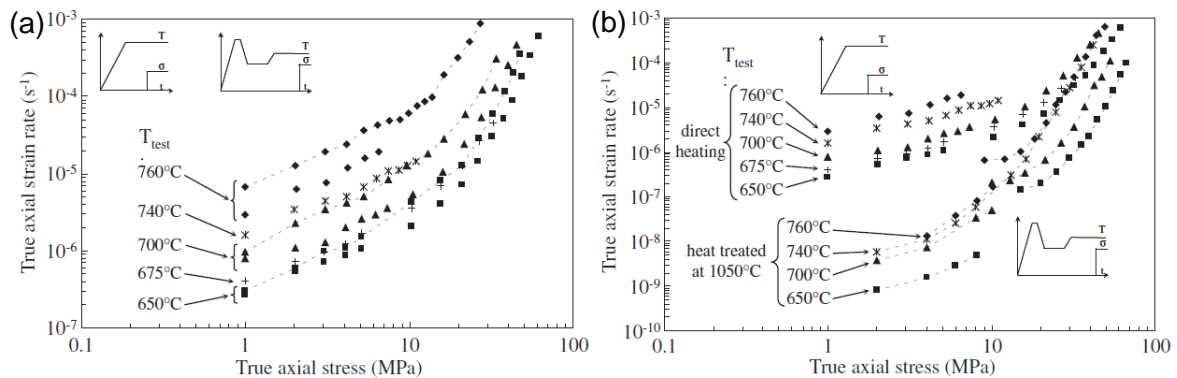 (a)
True axial strain rate (s⁻¹)
10⁻³
10⁻⁴
10⁻⁵
10⁻⁶
10⁻⁷
T
σ
t
T
σ
t
T_test
:
760°C
740°C
700°C
675°C
650°C
0.1
1
10
100
True axial stress (MPa)
(b)
True axial strain rate (s⁻¹)
10⁻³
10⁻⁴
10⁻⁵
10⁻⁶
10⁻⁷
10⁻⁸
10⁻⁹
10⁻¹⁰
T
σ
t
T_test
:
direct
heating
760°C
740°C
700°C
675°C
650°C
heat treated
at 1050°C
760°C
740°C
700°C
650°C
T
σ
t
0.1
1
10
100
True axial stress (MPa)